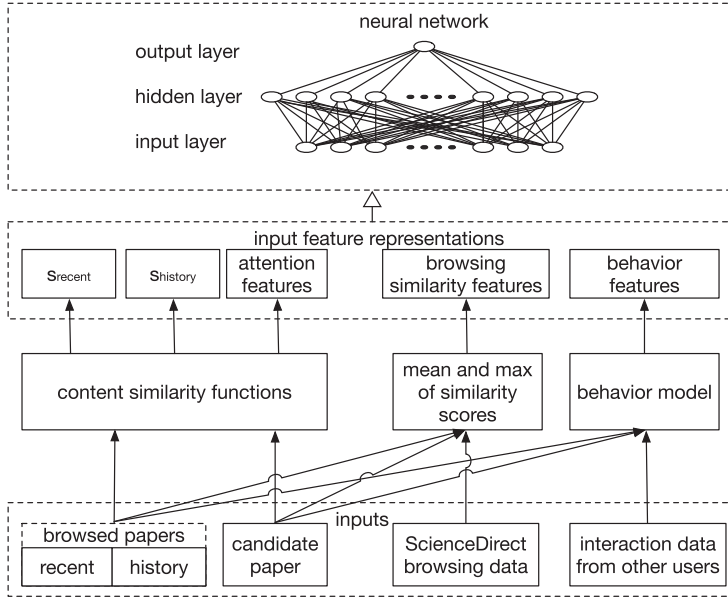 neural network
output layer
hidden layer
input layer
input feature representations
Srecent
Shistory
attention
features
browsing
similarity features
behavior
features
content similarity functions
mean and max
of similarity
scores
behavior model
inputs
browsed papers
recent
history
candidate
paper
ScienceDirect
browsing data
interaction data
from other users